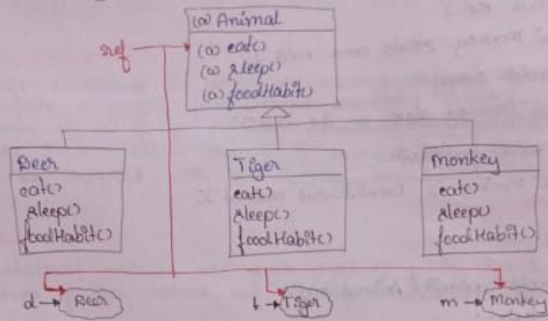 (a) Animal
ref
(a) eat()
(a) sleep()
(a) foodHabit()
Deer
eat()
sleep()
foodHabit()
Tiger
eat()
sleep()
foodHabit()
Monkey
eat()
sleep()
foodHabit()
d → Deer
t → Tiger
m → Monkey